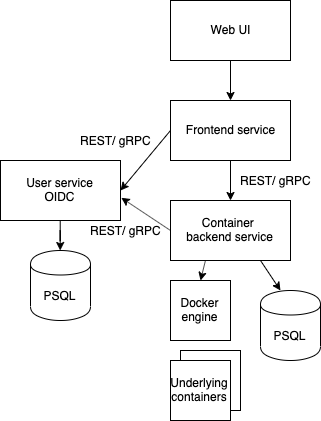 Web UI
Frontend service
REST/ gRPC
REST/ gRPC
User service
OIDC
Container
backend service
REST/ gRPC
PSQL
Docker
engine
PSQL
Underlying
containers